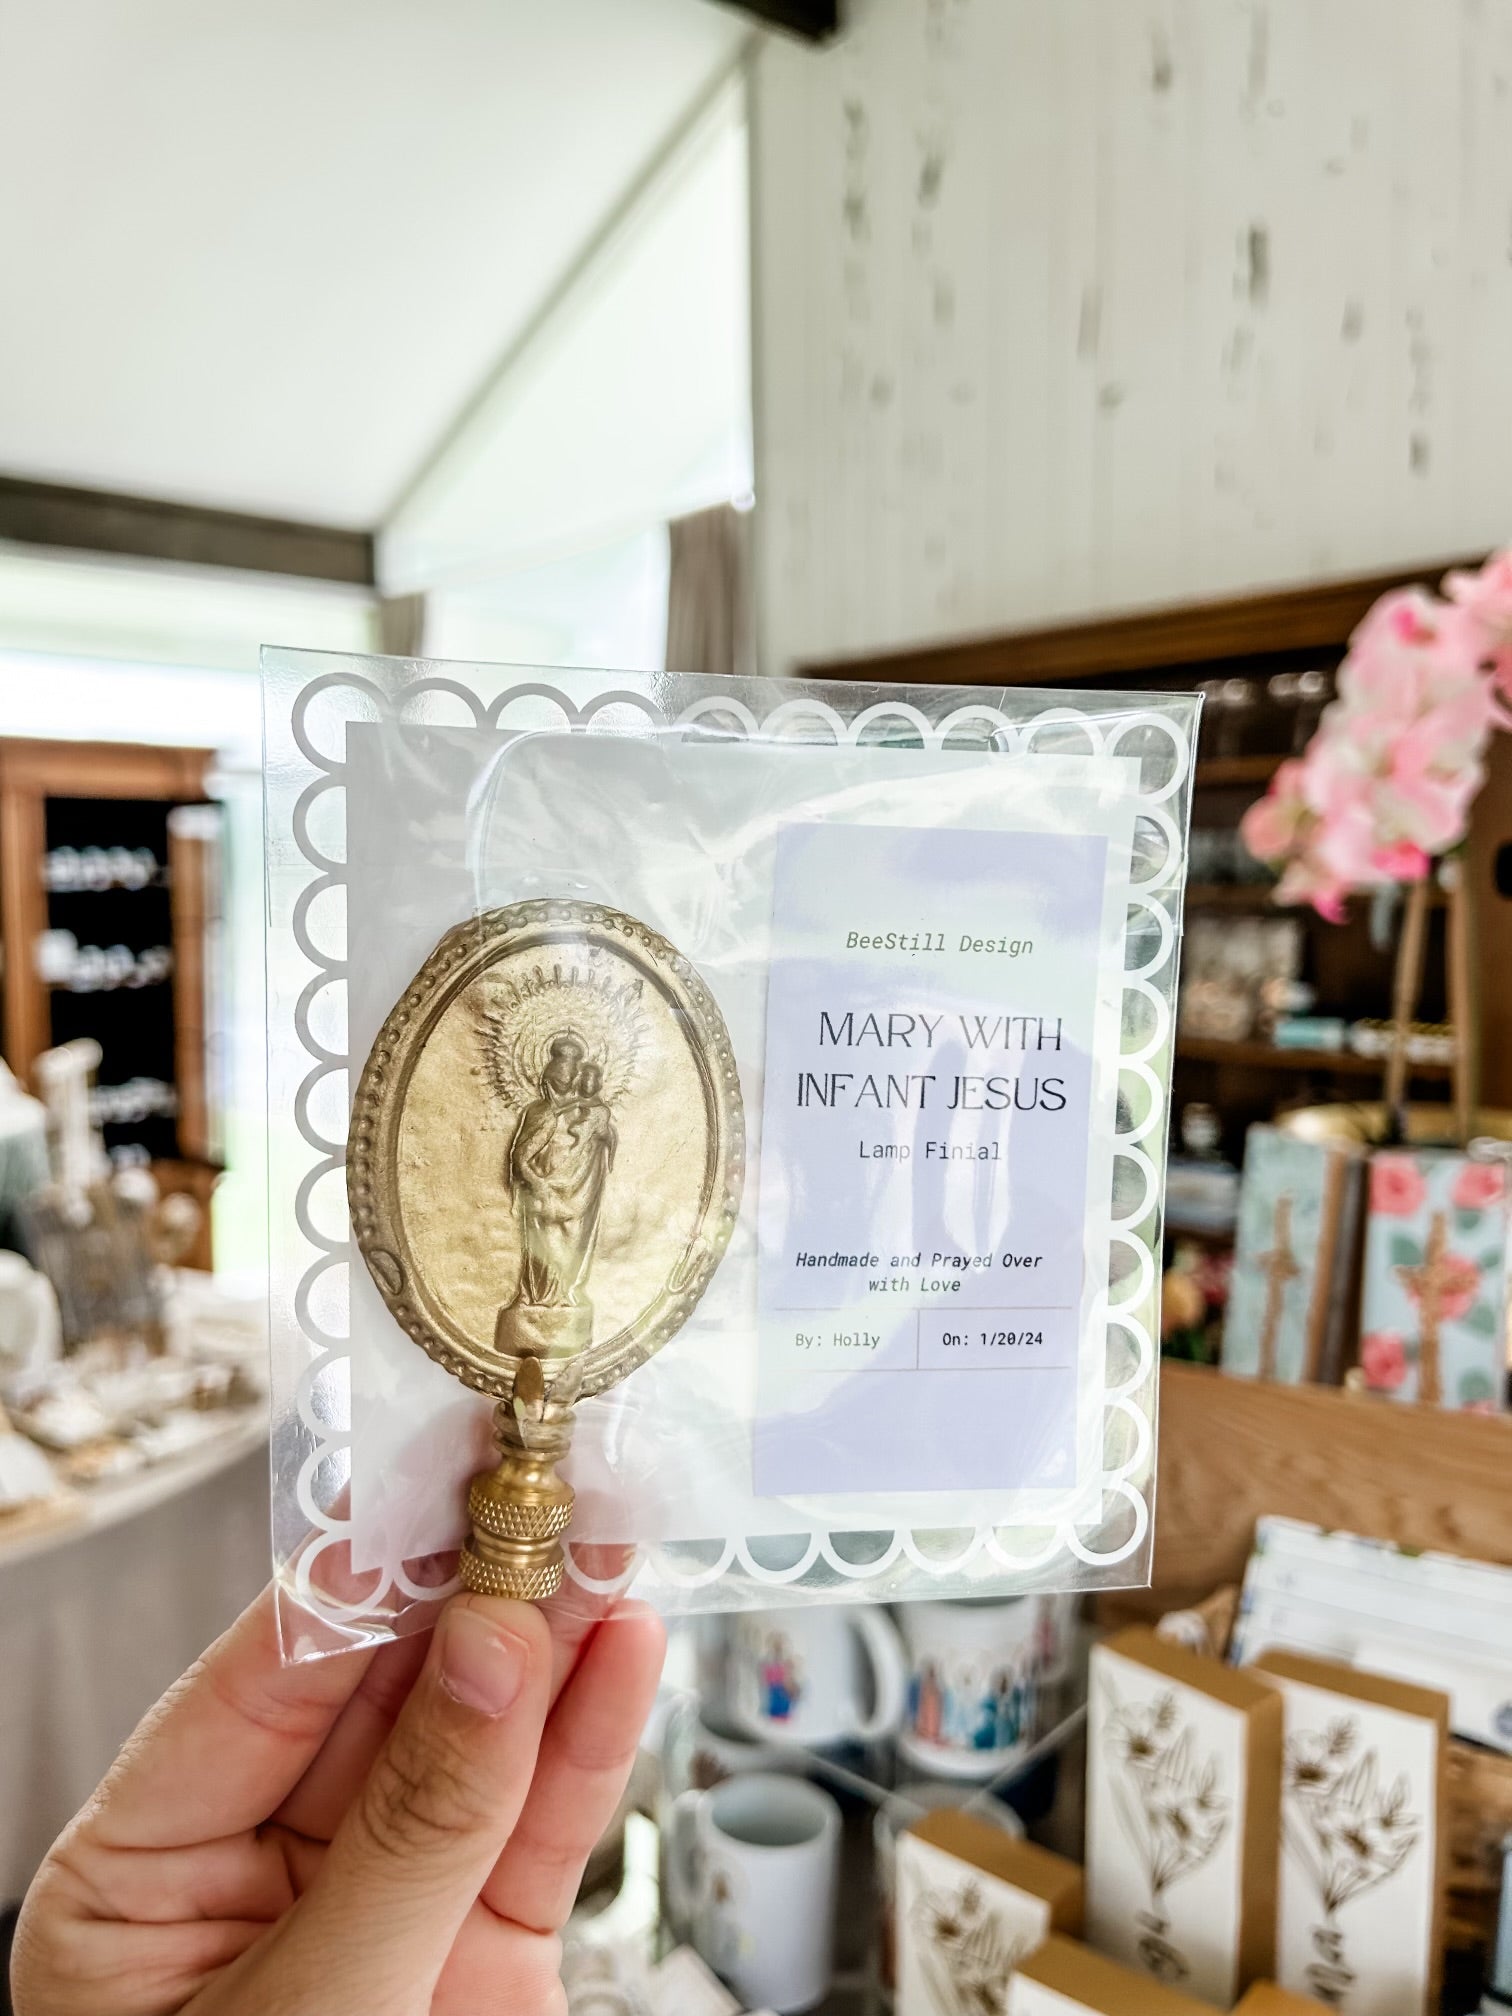 BeeStill Design
MARY WITH
INFANT JESUS
Lamp Finial
Handmade and Prayed Over
with Love
By: Holly
On: 1/20/24